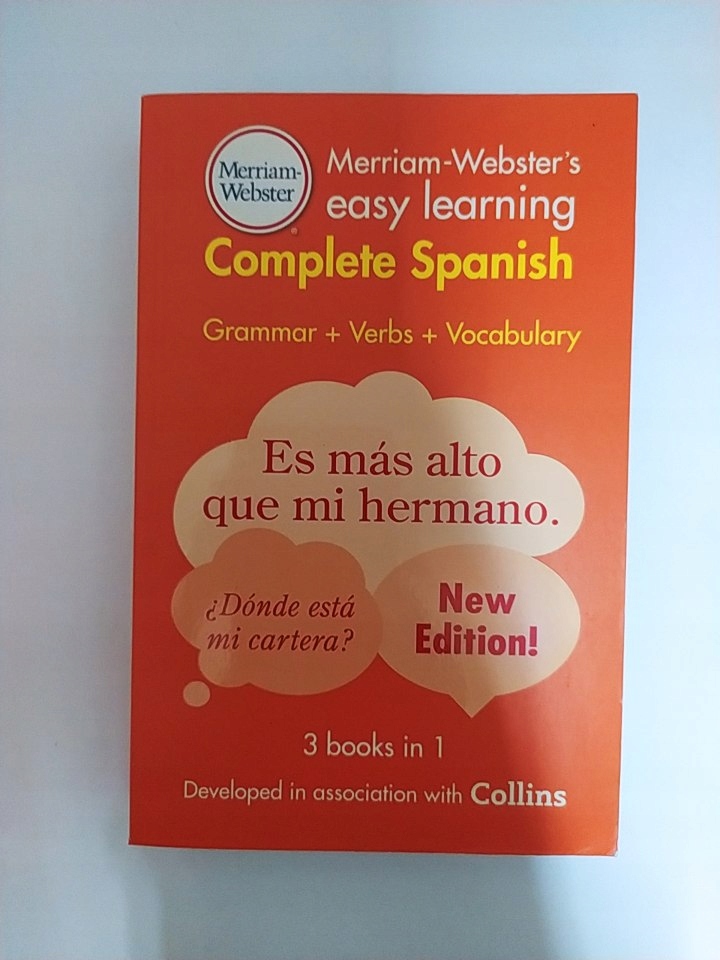 Merriam-
Webster
®
Merriam-Webster's
easy learning
Complete Spanish
Grammar + Verbs + Vocabulary
Es más alto
que mi hermano.
¿Dónde está
mi cartera?
New
Edition!
3 books in 1
Developed in association with Collins